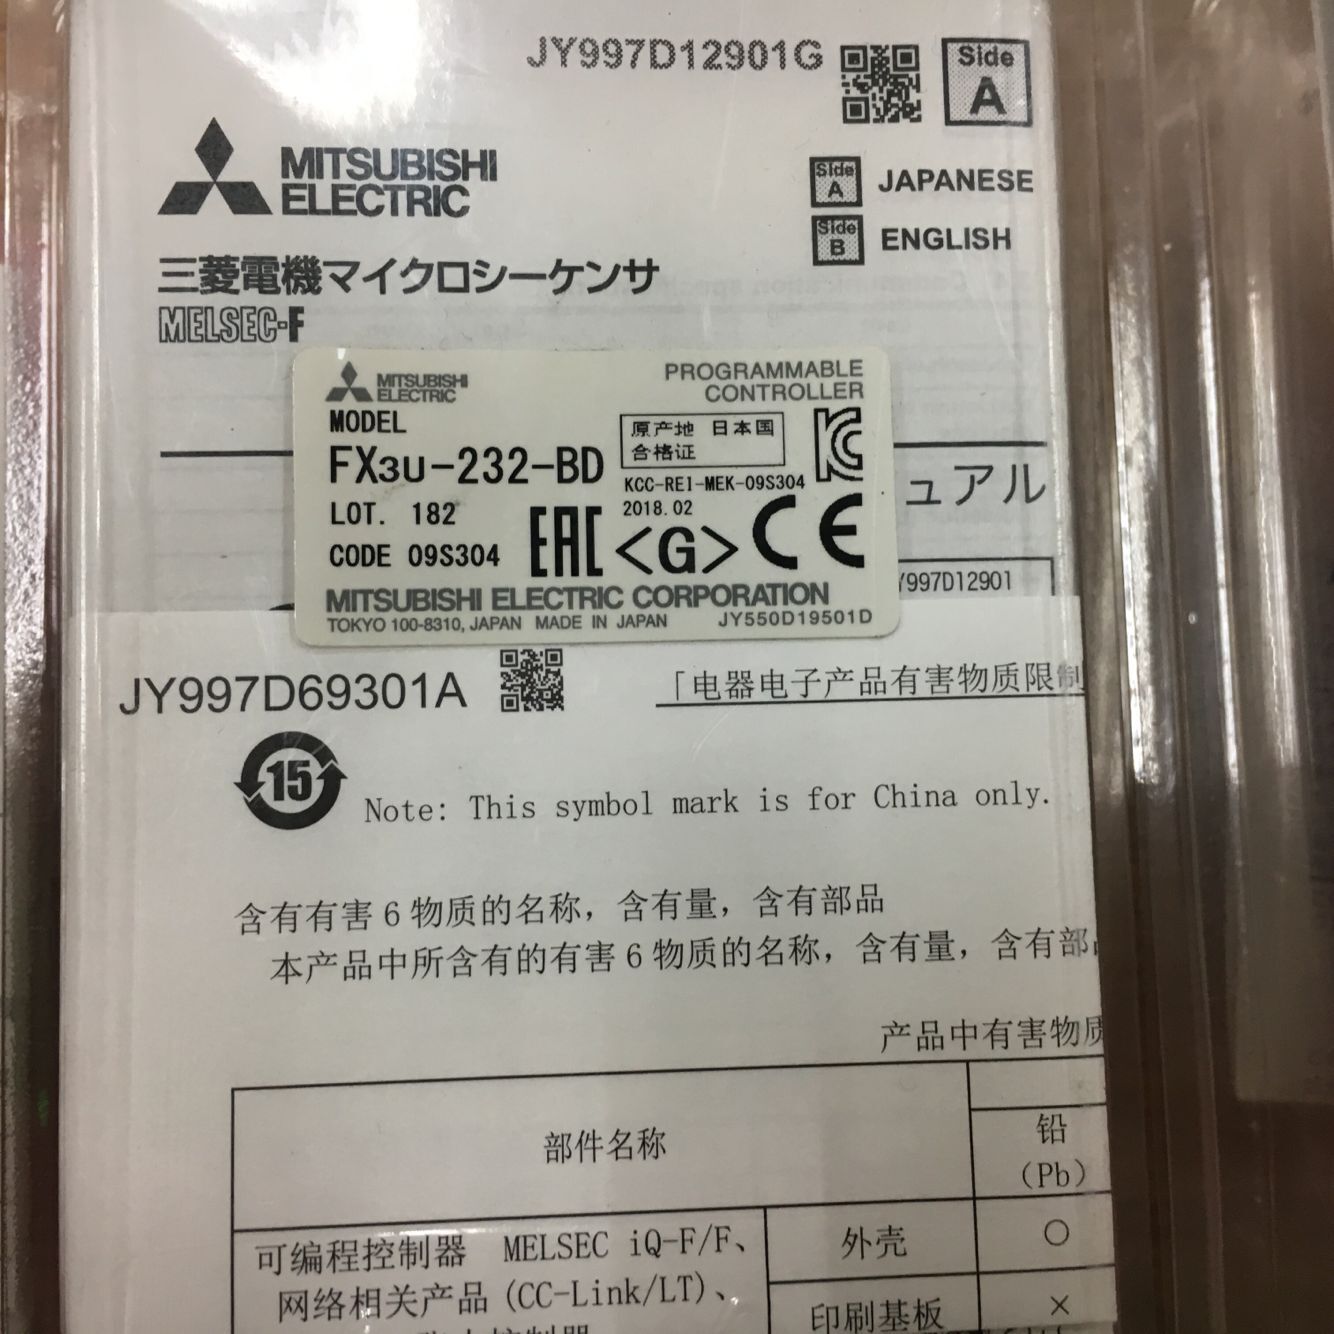 JY997D12901G
Side
A
MITSUBISHI
ELECTRIC
Side
A
JAPANESE
Side
B
ENGLISH
三菱電機マイクロシーケンサ
MELSEC-F
MITSUBISHI
ELECTRIC
PROGRAMMABLE
CONTROLLER
MODEL
FX3U-232-BD
原产地 日本国
合格证
KCC-REI-MEK-09S304
2018.02
LOT. 182
CODE 09S304
EAC <G> CE
MITSUBISHI ELECTRIC CORPORATION
TOKYO 100-8310, JAPAN MADE IN JAPAN JY550D19501D
ュアル
Y997D12901
JY997D69301A
「电器电子产品有害物质限制
15
Note: This symbol mark is for China only.
含有有害6物质的名称，含有量，含有部品
本产品中所含有的有害6物质的名称，含有量，含有部
产品中有害物质
部件名称
铅
(Pb)
可编程控制器 MELSEC iQ-F/F、
网络相关产品(CC-Link/LT)、
外壳
○
印刷基板
×